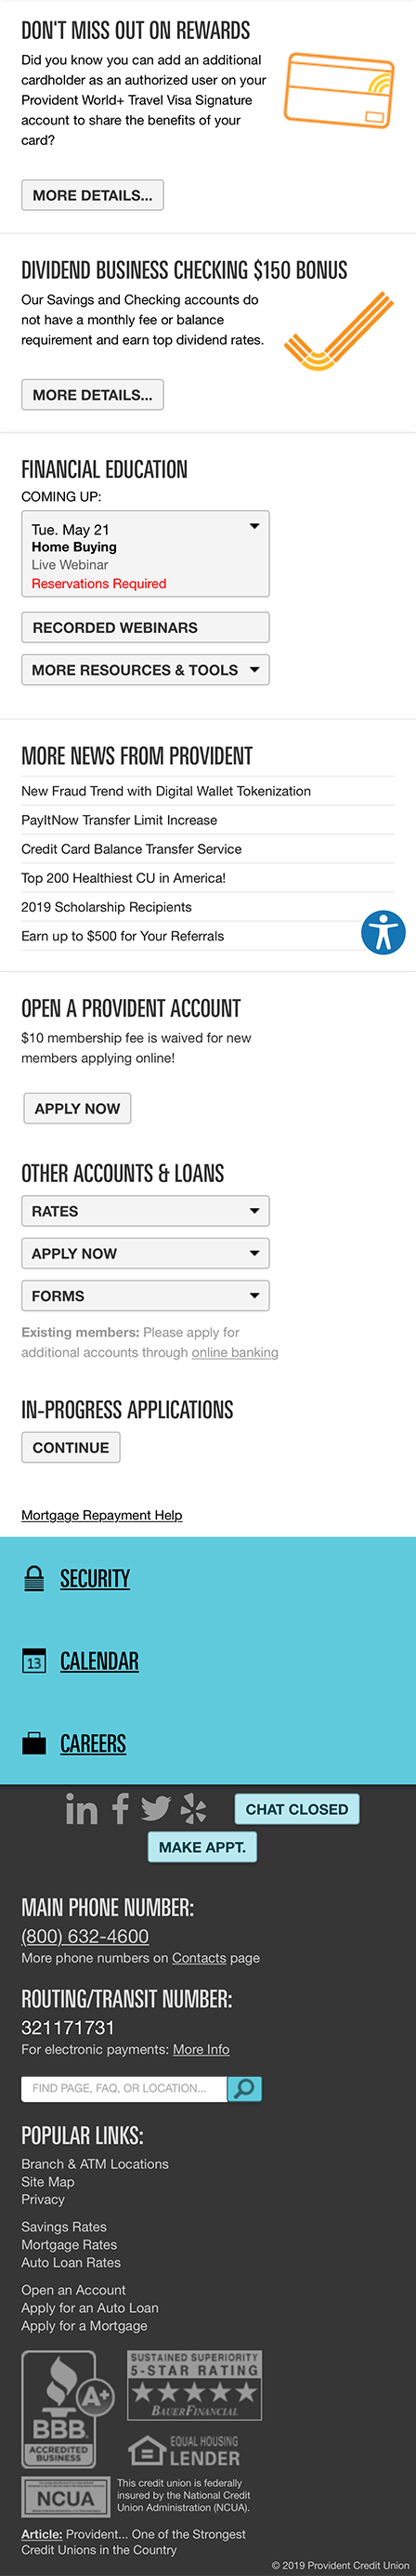 DON'T MISS OUT ON REWARDS
Did you know you can add an additional
cardholder as an authorized user on your
Provident World+ Travel Visa Signature
account to share the benefits of your
card?
MORE DETAILS...
DIVIDEND BUSINESS CHECKING $150 BONUS
Our Savings and Checking accounts do
not have a monthly fee or balance
requirement and earn top dividend rates.
MORE DETAILS...
FINANCIAL EDUCATION
COMING UP:
Tue. May 21
Home Buying
Live Webinar
Reservations Required
RECORDED WEBINARS
MORE RESOURCES & TOOLS
MORE NEWS FROM PROVIDENT
New Fraud Trend with Digital Wallet Tokenization
PayItNow Transfer Limit Increase
Credit Card Balance Transfer Service
Top 200 Healthiest CU in America!
2019 Scholarship Recipients
Earn up to $500 for Your Referrals
OPEN A PROVIDENT ACCOUNT
$10 membership fee is waived for new
members applying online!
APPLY NOW
OTHER ACCOUNTS & LOANS
RATES
APPLY NOW
FORMS
Existing members: Please apply for
additional accounts through online banking
IN-PROGRESS APPLICATIONS
CONTINUE
Mortgage Repayment Help
SECURITY
13 CALENDAR
CAREERS
in f CHAT CLOSED
MAKE APPT.
MAIN PHONE NUMBER:
(800) 632-4600
More phone numbers on Contacts page
ROUTING/TRANSIT NUMBER:
321171731
For electronic payments: More Info
FIND PAGE, FAQ, OR LOCATION...
POPULAR LINKS:
Branch & ATM Locations
Site Map
Privacy
Savings Rates
Mortgage Rates
Auto Loan Rates
Open an Account
Apply for an Auto Loan
Apply for a Mortgage
A+
BBB.
ACCREDITED
BUSINESS
SUSTAINED SUPERIORITY
5-STAR RATING
BAUERFINANCIAL
EQUAL HOUSING
LENDER
NCUA
This credit union is federally
insured by the National Credit
Union Administration (NCUA).
Article: Provident... One of the Strongest
Credit Unions in the Country
© 2019 Provident Credit Union